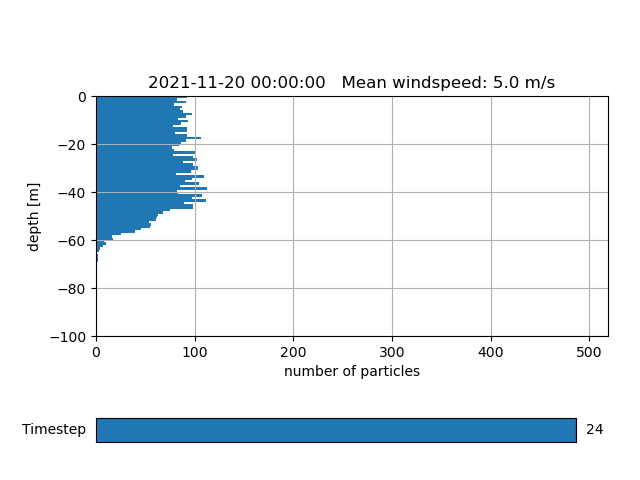 2021-11-20 00:00:00   Mean windspeed: 5.0 m/s
0
−20
−40
−60
−80
−100
depth [m]
0 100 200 300 400 500
number of particles
Timestep 24